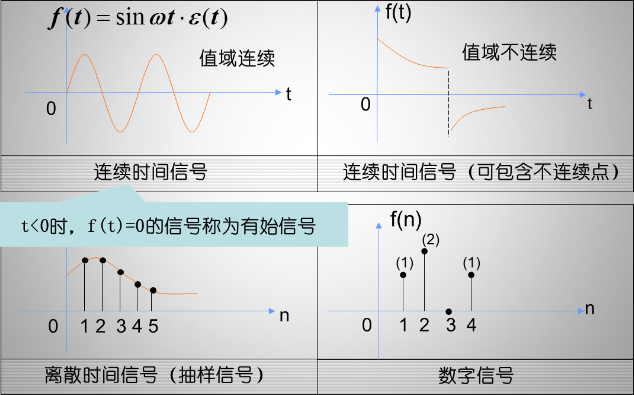 f(t)=sin ωt·ε(t)
值域连续
t
0
连续时间信号
f(t)
值域不连续
0
t
连续时间信号（可包含不连续点）
t<0时，f(t)=0的信号称为有始信号
n
0 1 2 3 4 5
离散时间信号（抽样信号）
f(n)
(2)
(1) (1)
n
0 1 2 3 4
数字信号